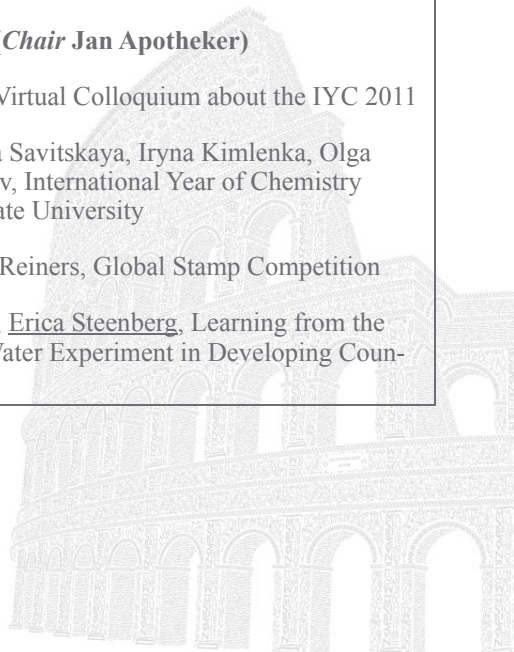 (Chair Jan Apotheker)
Virtual Colloquium about the IYC 2011
Savitskaya, Iryna Kimlenka, Olga
International Year of Chemistry
University
Reiners, Global Stamp Competition
Erica Steenberg, Learning from the
Water Experiment in Developing Coun-